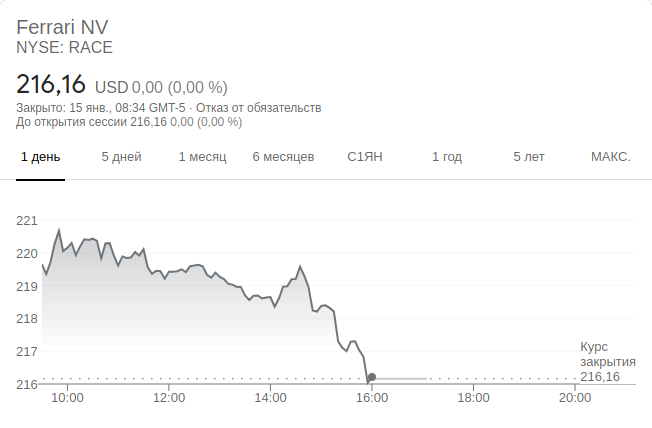 Ferrari NV
NYSE: RACE
216,16 USD 0,00 (0,00 %)
Закрыто: 15 янв., 08:34 GMT-5 · Отказ от обязательств
До открытия сессии 216,16 0,00 (0,00 %)
1 день 5 дней 1 месяц 6 месяцев С1ЯН 1 год 5 лет МАКС.
221
220
219
218
217
216
Курс
закрытия
216,16
10:00 12:00 14:00 16:00 18:00 20:00